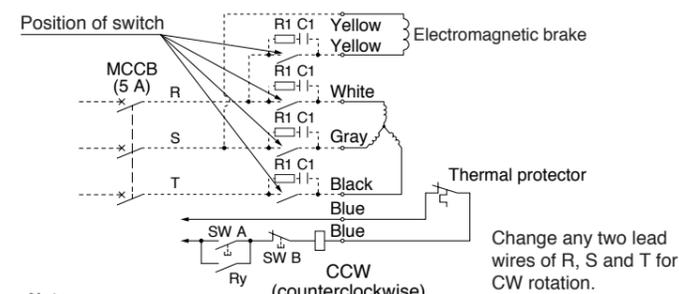 Position of switch
R1 C1
Yellow
Yellow
Electromagnetic brake
MCCB
(5 A)
R1 C1
R
White
R1 C1
S
Gray
R1 C1
T
Black
Thermal protector
Blue
SW A
Blue
SW B
Ry
CCW
(counterclockwise)
Change any two lead
wires of R, S and T for
CW rotation.